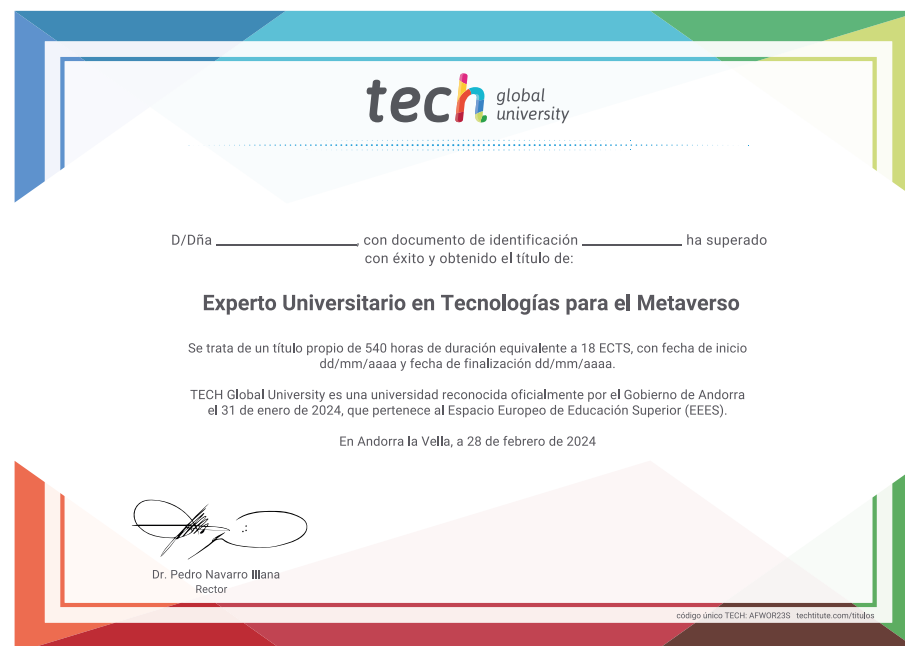 tech global university
D/Dña ____________, con documento de identificación ____________ ha superado
con éxito y obtenido el título de:
Experto Universitario en Tecnologías para el Metaverso
Se trata de un título propio de 540 horas de duración equivalente a 18 ECTS, con fecha de inicio
dd/mm/aaaa y fecha de finalización dd/mm/aaaa.
TECH Global University es una universidad reconocida oficialmente por el Gobierno de Andorra
el 31 de enero de 2024, que pertenece al Espacio Europeo de Educación Superior (EEES).
En Andorra la Vella, a 28 de febrero de 2024
Dr. Pedro Navarro Illana
Rector
código único TECH: AFWOR23S techtitute.com/titulos